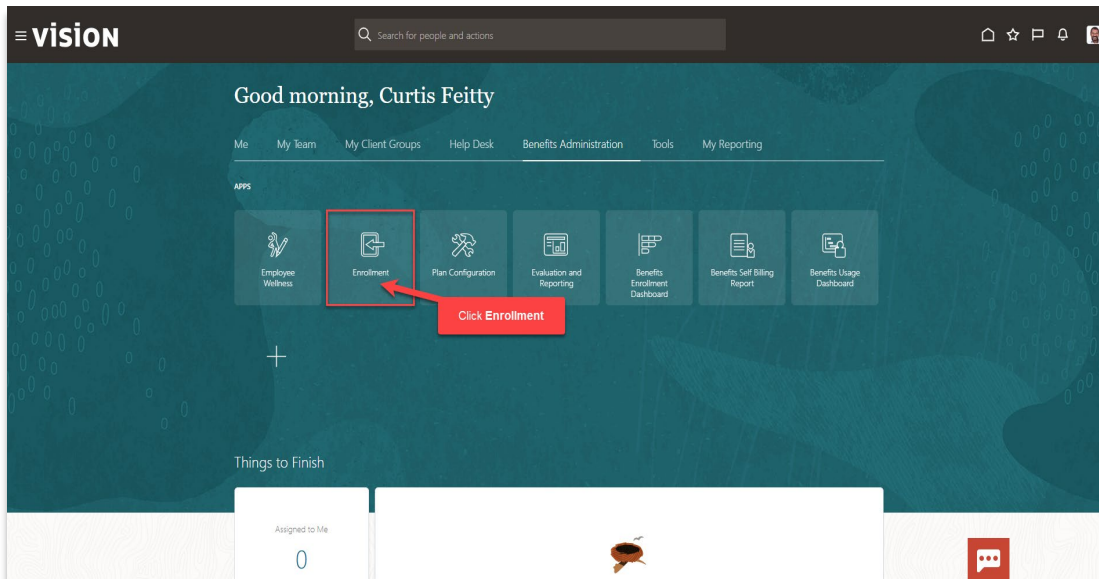 VISION
Search for people and actions
Good morning, Curtis Feitty
Me My Team My Client Groups Help Desk Benefits Administration Tools My Reporting
APPS
Employee
Wellness
Enrollment
Plan Configuration
Evaluation and
Reporting
Benefits
Enrollment
Dashboard
Benefits Self Billing
Report
Benefits Usage
Dashboard
Click Enrollment
Things to Finish
Assigned to Me
0